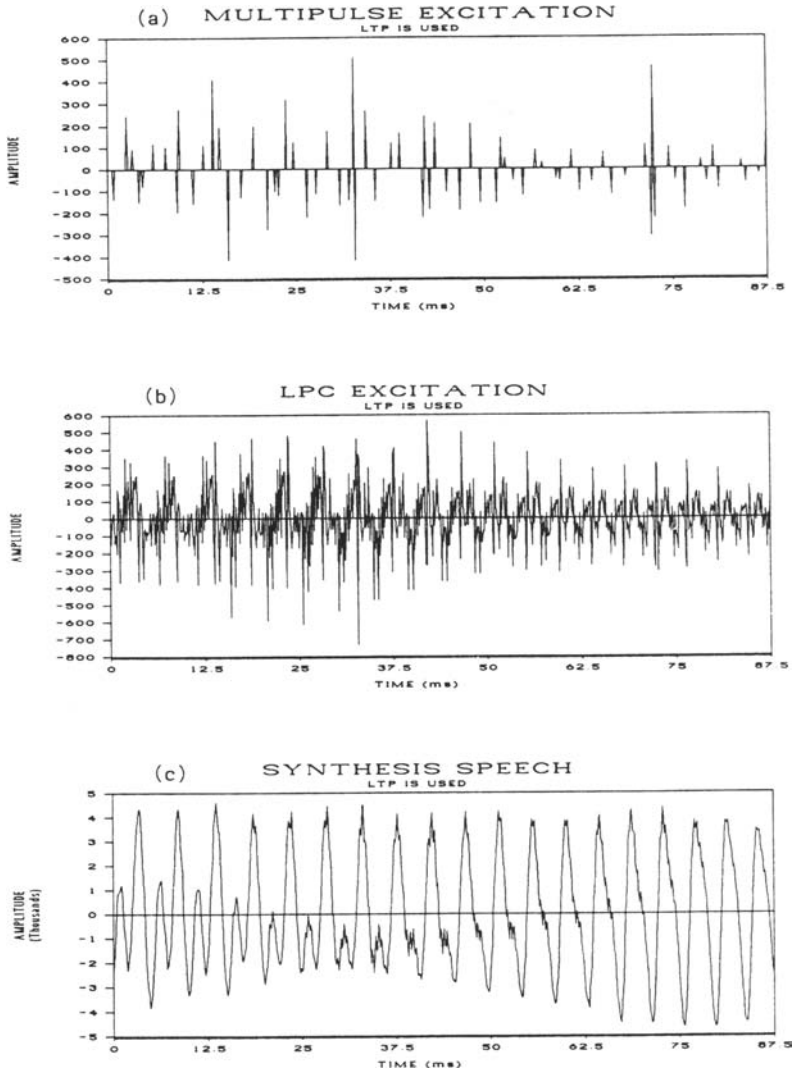 (a) MULTIPULSE EXCITATION
LTP IS USED
600
500
400
300
200
100
0
-100
-200
-300
-400
-500
AMPLITUDE
0 12.5 25 37.5 50 62.5 75 87.5
TIME (ms)
(b) LPC EXCITATION
LTP IS USED
600
500
400
300
200
100
0
-100
-200
-300
-400
-500
-600
-700
-800
AMPLITUDE
0 12.5 25 37.5 50 62.5 75 87.5
TIME (ms)
(c) SYNTHESIS SPEECH
LTP IS USED
5
4
3
2
1
0
-1
-2
-3
-4
-5
AMPLITUDE
(Thousands)
0 12.5 25 37.5 50 62.5 75 87.5
TIME (ms)